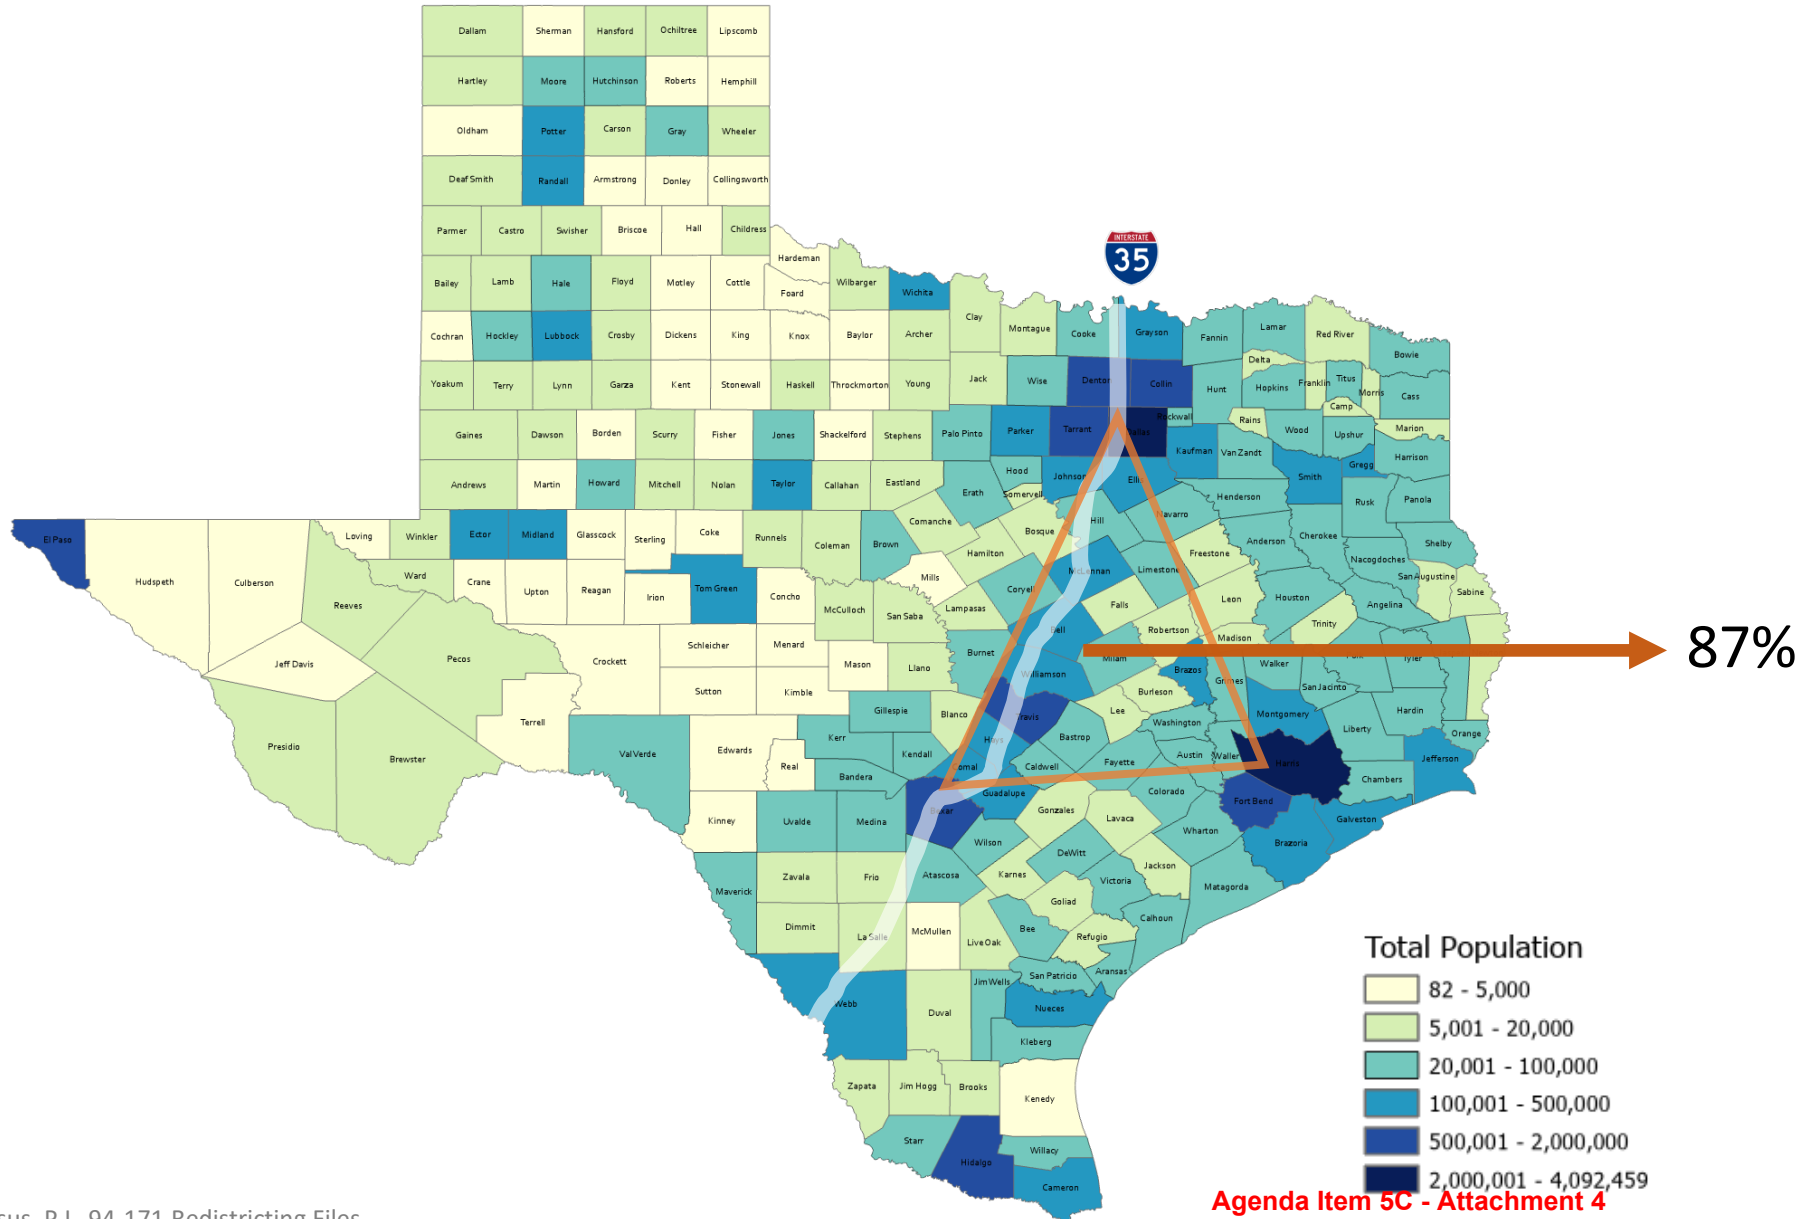 Dallam Sherman Hansford Ochiltree Lipscomb
Hartley Moore Hutchinson Roberts Hemphill
Oldham Potter Carson Gray Wheeler
Deaf Smith Randall Armstrong Donley Collingsworth
Parmer Castro Swisher Briscoe Hall Childress
Hardeman
INTERSTATE
35
Bailey Lamb Hale Floyd Motley Cottle Foard Wilbarger Wichita
Clay Montague Cooke Grayson Fannin Lamar Red River Bowie
Cochran Hockley Lubbock Crosby Dickens King Knox Baylor Archer
Delta
Yoakum Terry Lynn Garza Kent Stonewall Haskell Throckmorton Young Jack Wise Denton Collin Hunt Hopkins Franklin Titus Morris Cass
Camp
Gaines Dawson Borden Scurry Fisher Jones Shackelford Stephens Palo Pinto Parker Tarrant Dallas Rockwall Rains Wood Upshur Marion
Kaufman Van Zandt Smith Gregg Harrison
Andrews Martin Howard Mitchell Nolan Taylor Callahan Eastland Erath Hood Johnson Ellis
Somervell Henderson Rusk Panola
El Paso Hudspeth Culberson Loving Winkler Ector Midland Glasscock Sterling Coke Runnels Coleman Brown Comanche Bosque Hill Navarro
Hamilton Freestone Anderson Cherokee Nacogdoches Shelby
Reeves Ward Crane Upton Reagan Irion Tom Green Concho McCulloch San Saba Mills Lampasas Coryell McLennan Limestone
Falls Leon Houston Angelina San Augustine Sabine
Jeff Davis Pecos Crockett Schleicher Menard Mason Llano Burnet Bell Milam Robertson Madison Trinity
Walker Polk Tyler
87%
Sutton Kimble Williamson Brazos Grimes San Jacinto
Presidio Brewster Terrell Val Verde Edwards Gillespie Blanco Travis Lee Burleson Washington Montgomery Liberty Hardin Orange
Kerr Kendall Hays Bastrop
Real Bandera Comal Caldwell Fayette Austin Waller Harris Chambers Jefferson
Kinney Uvalde Medina Bexar Guadalupe Gonzales Lavaca Colorado Fort Bend Galveston
Wilson Wharton Brazoria
Maverick Zavala Frio Atascosa Karnes DeWitt Victoria Jackson Matagorda
Dimmit La Salle McMullen Live Oak Bee Goliad Refugio Calhoun
San Patricio Aransas
Webb Duval Jim Wells Nueces
Kleberg
Zapata Jim Hogg Brooks Kenedy
Starr Hidalgo Willacy
Cameron
Total Population
82 - 5,000
5,001 - 20,000
20,001 - 100,000
100,001 - 500,000
500,001 - 2,000,000
2,000,001 - 4,092,459
Agenda Item 5C - Attachment 4
P.L. 94-171 Redistricting Files